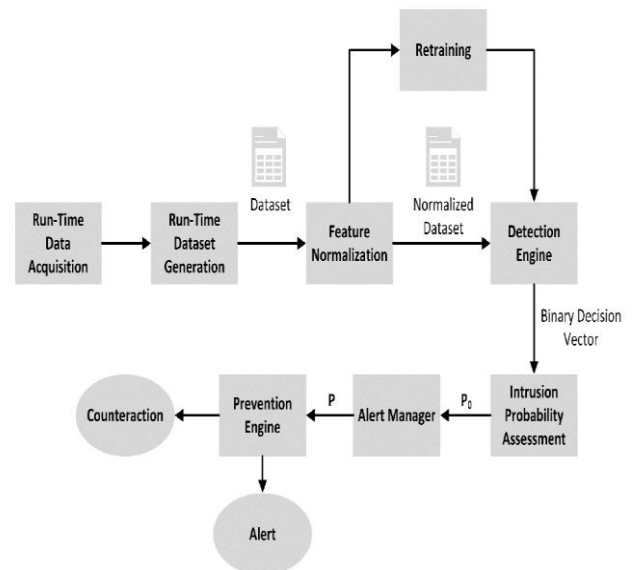 Retraining
Dataset
Normalized
Dataset
Run-Time
Data
Acquisition
Run-Time
Dataset
Generation
Feature
Normalization
Detection
Engine
Binary Decision
Vector
Counteraction
Prevention
Engine
P
Alert Manager
P₀
Intrusion
Probability
Assessment
Alert